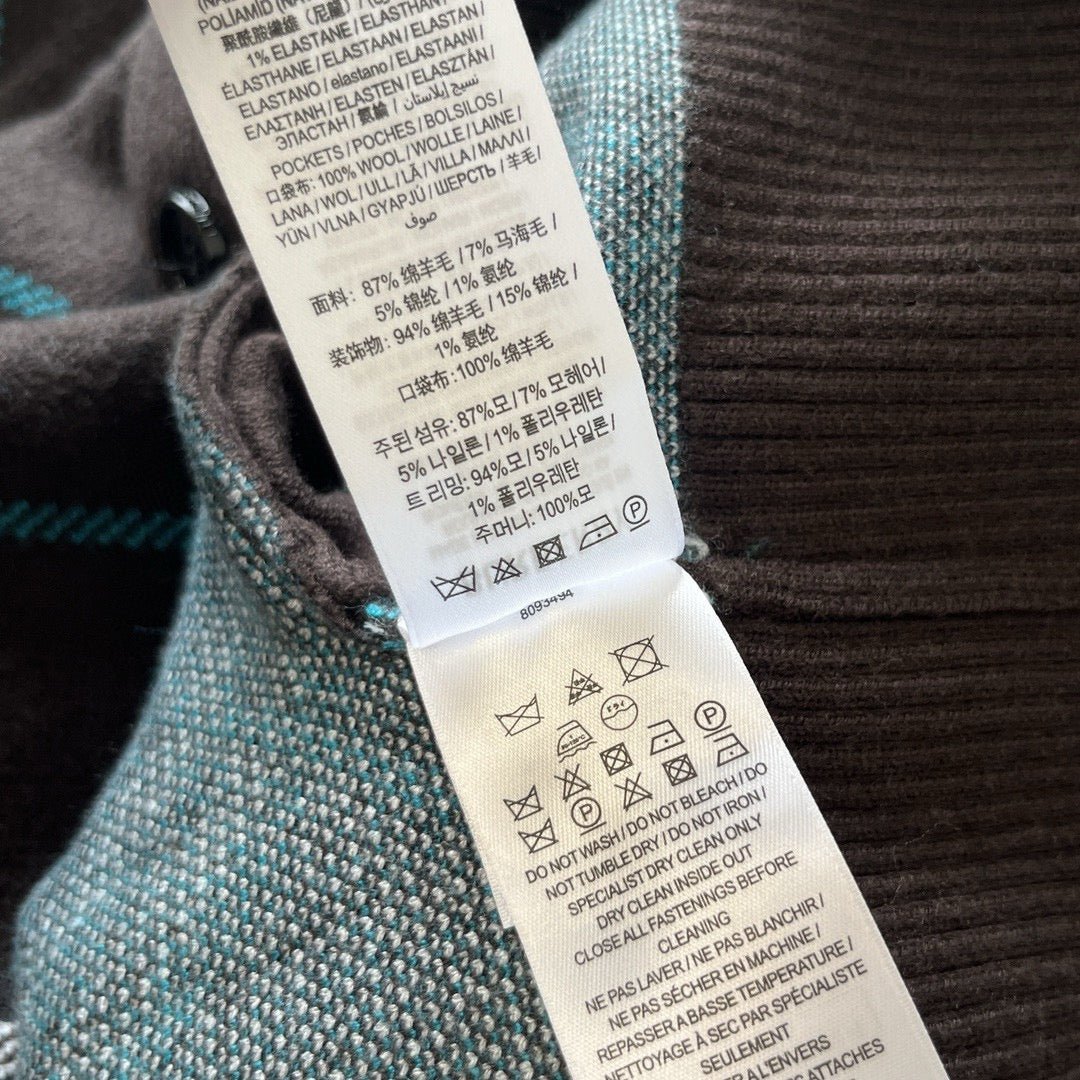 POLIAMID (NA
聚酰胺纖維 (尼龍)
1% ELASTANE / ELASTHAN /
ÉLASTHANE / ELASTAAN / ELASTAANI /
ELASTANO / elastano / ELASZTÁN /
ΕΛΑΣΤΑΝΗ / ELASTEN / ELASTAN /
ЭЛАСТАН / 氨綸 / نسيج إيلاستان
POCKETS / POCHES / BOLSILOS /
口袋布: 100% WOOL / WOLLE / LAINE /
LANA / WOL / ULL / LÃ / VILLA / ΜΑΛΛΙ /
YÜN / VLNA / GYAPJÚ / ШЕРСТЬ / 羊毛 /
صوف
面料: 87% 绵羊毛 / 7% 马海毛 /
5% 锦纶 / 1% 氨纶
装饰物: 94% 绵羊毛 / 15% 锦纶 /
1% 氨纶
口袋布: 100% 绵羊毛
주된 섬유: 87%모 / 7% 모헤어 /
5% 나일론 / 1% 폴리우레탄
트리밍: 94%모 / 5% 나일론 /
1% 폴리우레탄
주머니: 100%모
8093494
DO NOT WASH / DO NOT BLEACH / DO
NOT TUMBLE DRY / DO NOT IRON /
SPECIALIST DRY CLEAN ONLY
DRY CLEAN INSIDE OUT
CLOSE ALL FASTENINGS BEFORE
CLEANING
NE PAS LAVER / NE PAS BLANCHIR /
NE PAS SÉCHER EN MACHINE /
REPASSER A BASSE TEMPERATURE /
NETTOYAGE A SEC PAR SPÉCIALISTE
SEULEMENT
ER A L'ENVERS
S ATTACHES